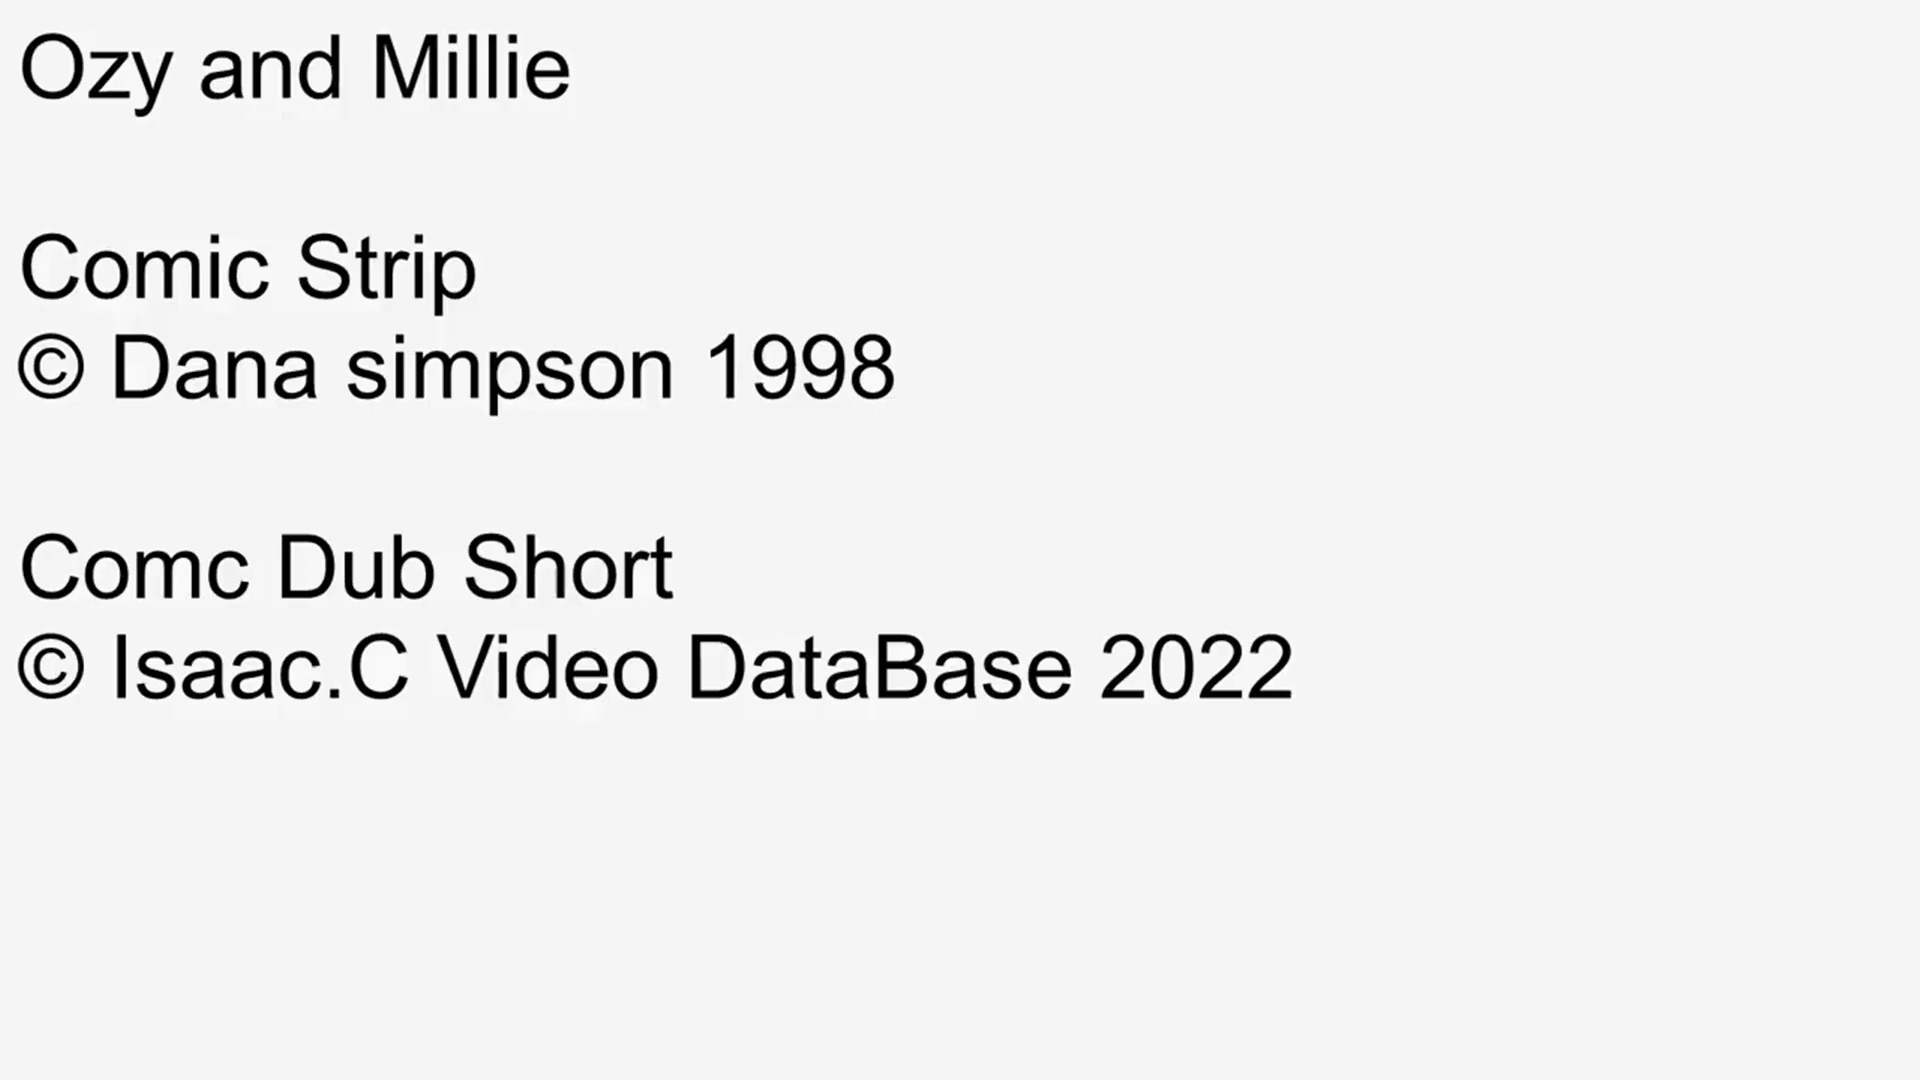 Ozy and Millie
Comic Strip
© Dana simpson 1998
Comc Dub Short
© Isaac.C Video DataBase 2022